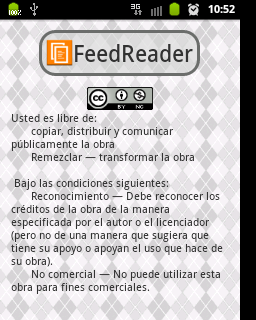 100%
3G
10:52
FeedReader
cc
BY NC
Usted es libre de:
copiar, distribuir y comunicar
públicamente la obra
Remezclar — transformar la obra
Bajo las condiciones siguientes:
Reconocimiento — Debe reconocer los
créditos de la obra de la manera
especificada por el autor o el licenciador
(pero no de una manera que sugiera que
tiene su apoyo o apoyan el uso que hace de
su obra).
No comercial — No puede utilizar esta
obra para fines comerciales.